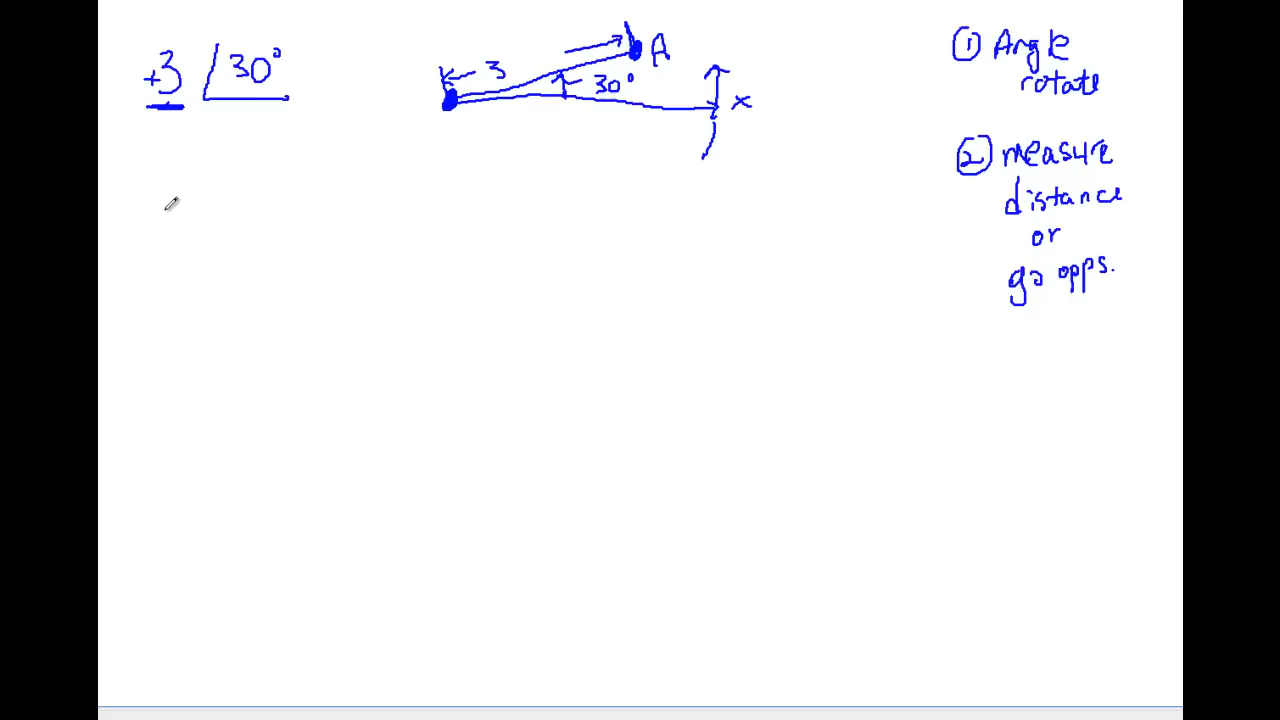 +3 ∠30°
3
30°
A
x
① Angle
rotate
② measure
distance
or
go opps.